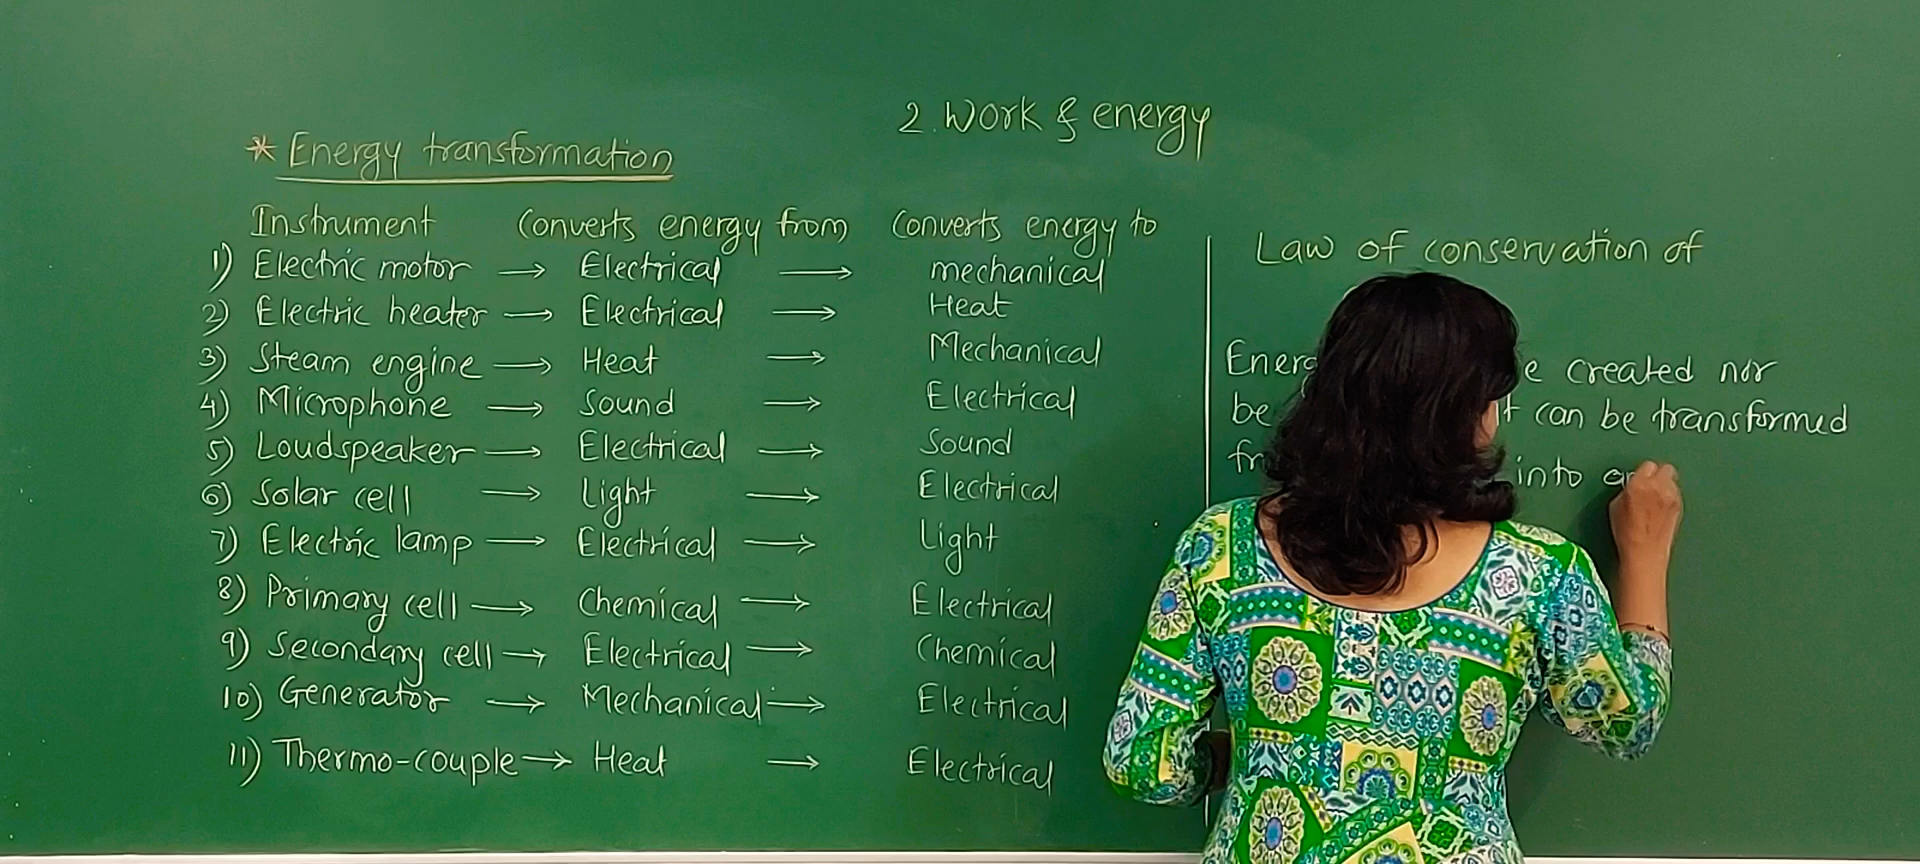 2. Work & energy
* Energy transformation
Instrument Converts energy from Converts energy to
1) Electric motor → Electrical → mechanical
2) Electric heater → Electrical → Heat
3) Steam engine → Heat → Mechanical
4) Microphone → Sound → Electrical
5) Loudspeaker → Electrical → Sound
6) Solar cell → Light → Electrical
7) Electric lamp → Electrical → Light
8) Primary cell → Chemical → Electrical
9) Secondary cell → Electrical → Chemical
10) Generator → Mechanical → Electrical
11) Thermo-couple → Heat → Electrical
Law of conservation of
created nor
be can be transformed
into